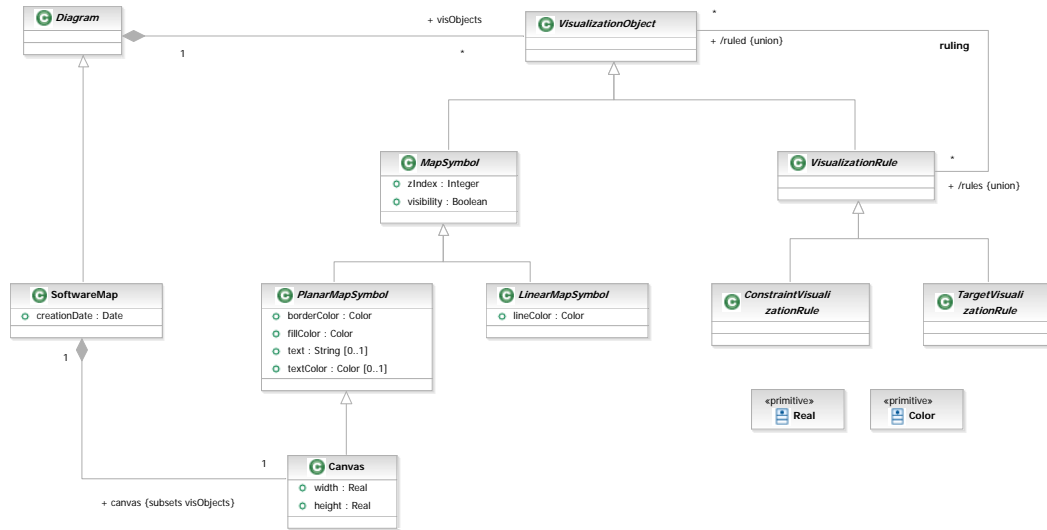 Diagram
+ visObjects
1
*
VisualizationObject
*
+ /ruled {union}
ruling
MapSymbol
zIndex : Integer
visibility : Boolean
VisualizationRule
*
+ /rules {union}
SoftwareMap
creationDate : Date
1
PlanarMapSymbol
borderColor : Color
fillColor : Color
text : String [0..1]
textColor : Color [0..1]
LinearMapSymbol
lineColor : Color
ConstraintVisuali
zationRule
TargetVisuali
zationRule
«primitive»
Real
«primitive»
Color
1
+ canvas {subsets visObjects}
Canvas
width : Real
height : Real